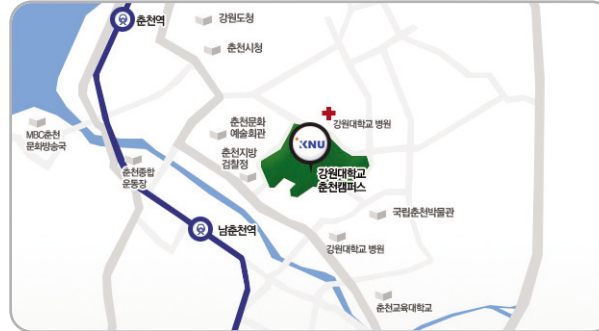 춘천역
강원도청
춘천시청
MBC춘천
문화방송국
춘천문화
예술회관
강원대학교 병원
KNU
춘천지방
검찰청
춘천종합
운동장
강원대학교
춘천캠퍼스
국립춘천박물관
남춘천역
강원대학교 병원
춘천교육대학교